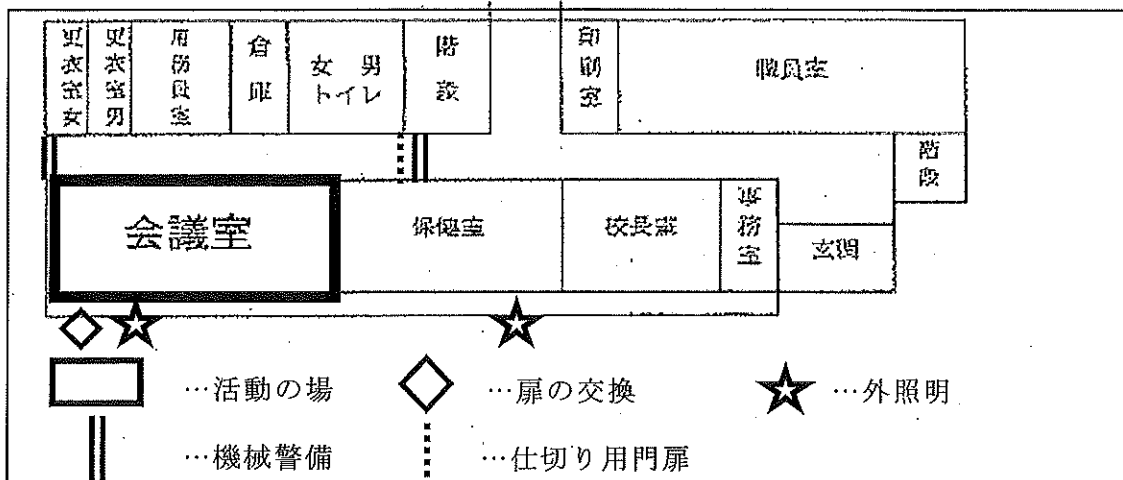 更衣室女
更衣室男
用務員室
倉庫
女 男
トイレ
階段
印刷室
職員室
階段
会議室
保健室
校長室
事務室
玄関
…活動の場
…扉の交換
…外照明
…機械警備
…仕切り用門扉